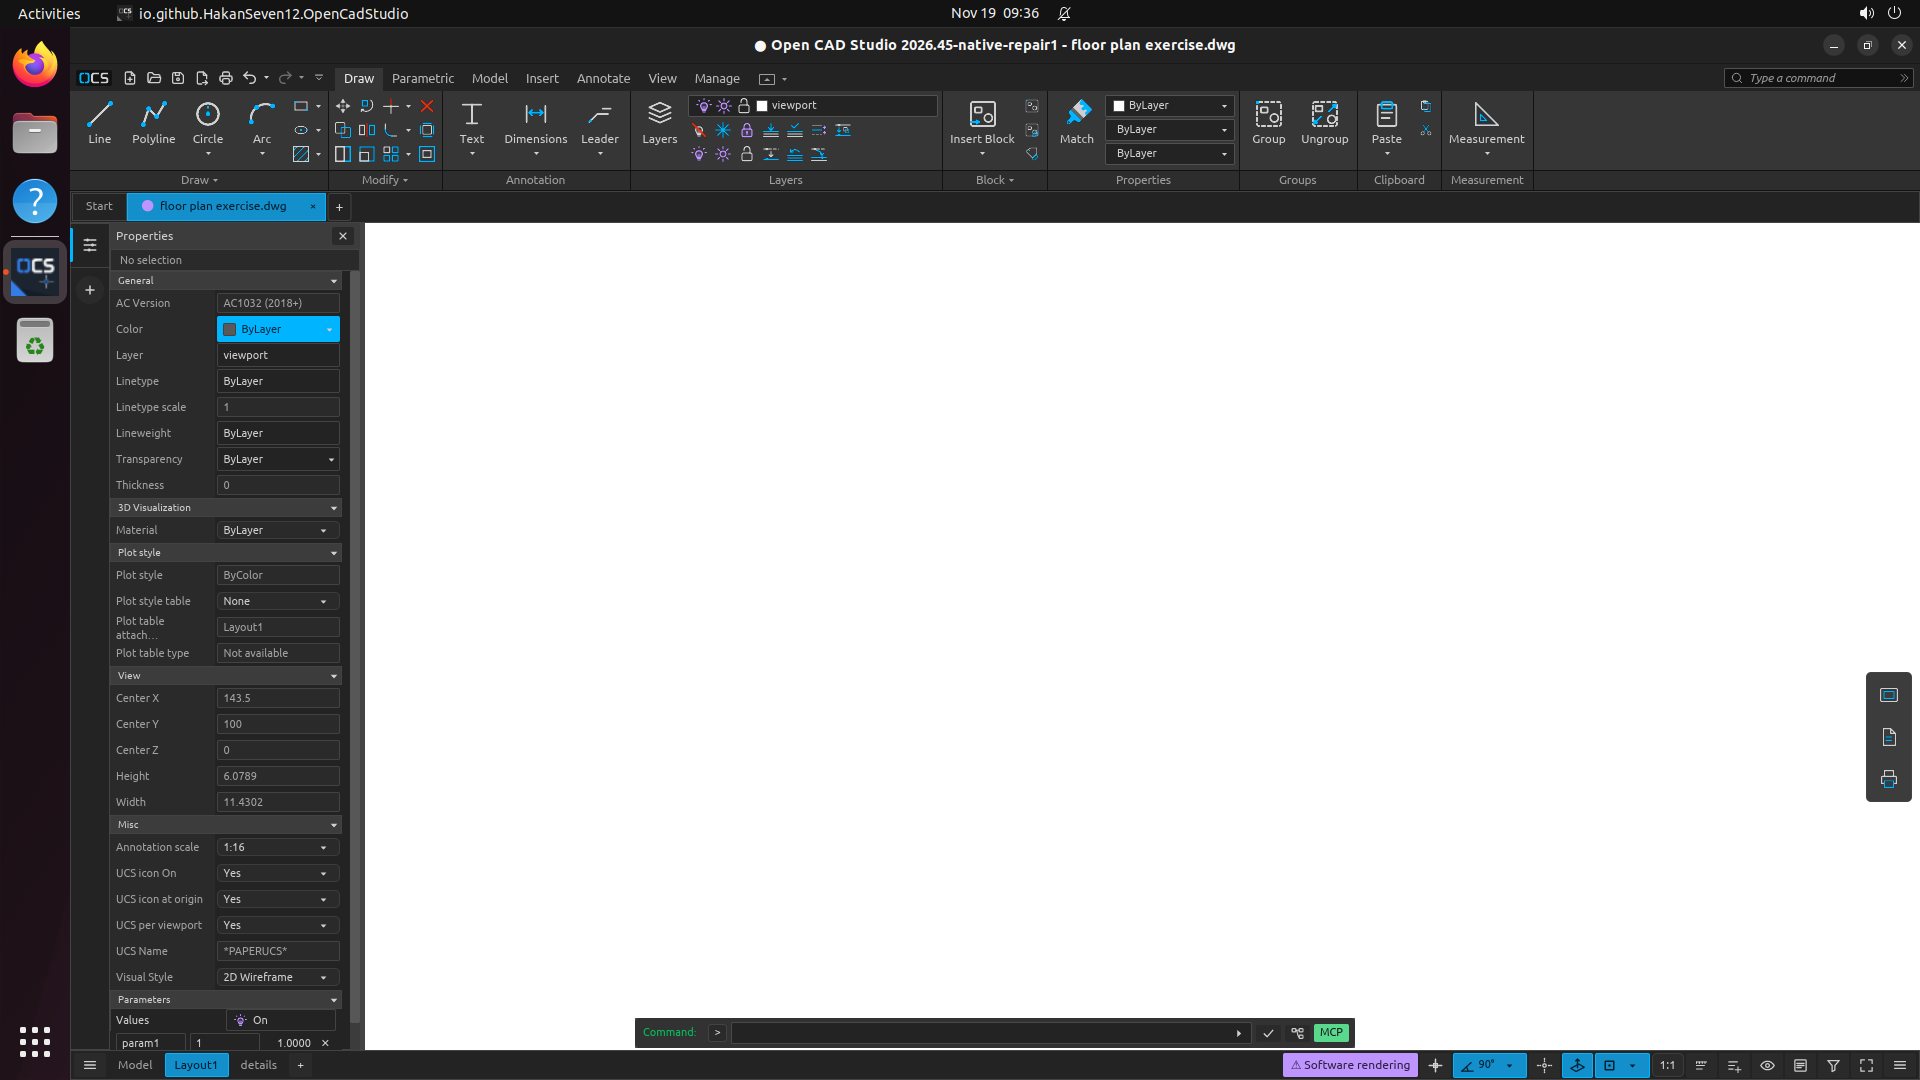 Activities
io.github.HakanSeven12.OpenCadStudio
Nov 19 09:36
Open CAD Studio 2026.45-native-repair1 - floor plan exercise.dwg
OCS
Draw
Parametric
Model
Insert
Annotate
View
Manage
Type a command
Line
Polyline
Circle
Arc
Text
Dimensions
Leader
Layers
viewport
Insert Block
Match
ByLayer
ByLayer
ByLayer
Group
Ungroup
Paste
Measurement
Draw
Modify
Annotation
Layers
Block
Properties
Groups
Clipboard
Measurement
Start
floor plan exercise.dwg
Properties
No selection
General
AC Version AC1032 (2018+)
Color ByLayer
Layer viewport
Linetype ByLayer
Linetype scale 1
Lineweight ByLayer
Transparency ByLayer
Thickness 0
3D Visualization
Material ByLayer
Plot style
Plot style ByColor
Plot style table None
Plot table attach… Layout1
Plot table type Not available
View
Center X 143.5
Center Y 100
Center Z 0
Height 6.0789
Width 11.4302
Misc
Annotation scale 1:16
UCS icon On Yes
UCS icon at origin Yes
UCS per viewport Yes
UCS Name *PAPERUCS*
Visual Style 2D Wireframe
Parameters
Values On
param1 1 1.0000
Command: >
MCP
Model
Layout1
details
+
Software rendering
90°
1:1